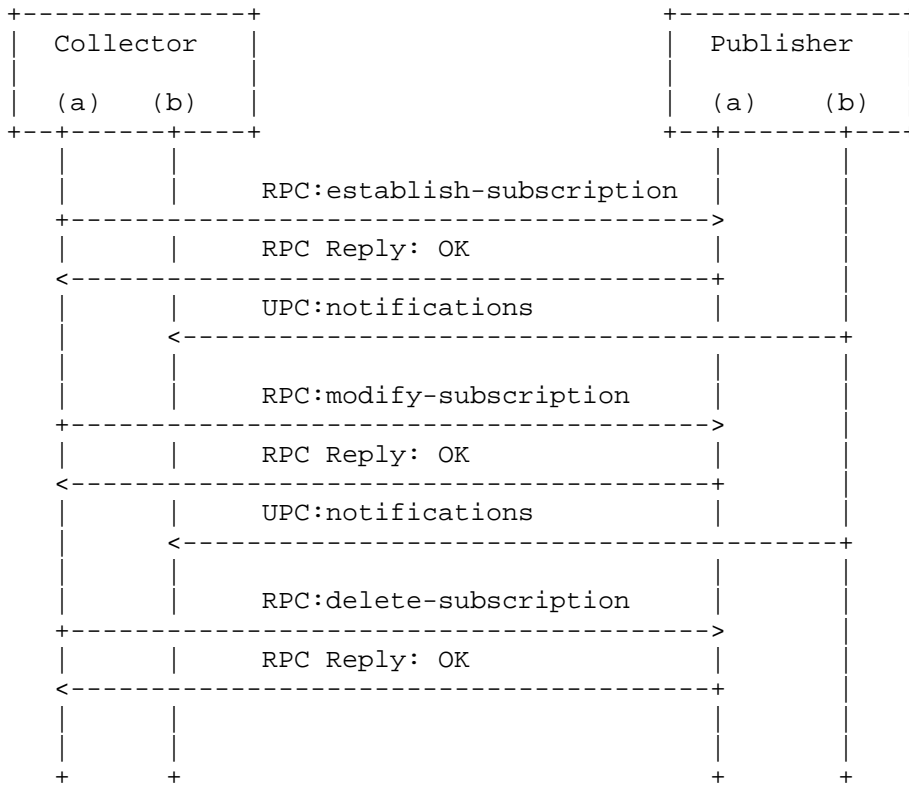 Collector Publisher
(a) (b) (a) (b)
RPC:establish-subscription
RPC Reply: OK
UPC:notifications
RPC:modify-subscription
RPC Reply: OK
UPC:notifications
RPC:delete-subscription
RPC Reply: OK